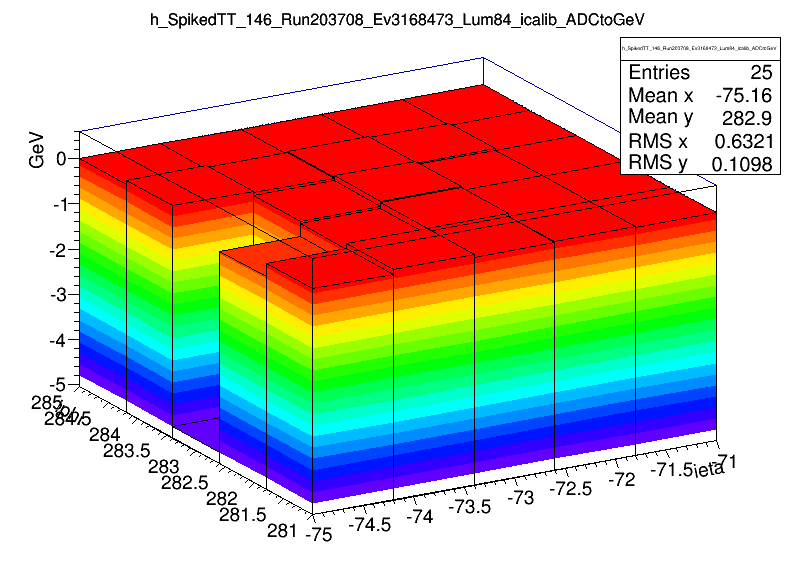 h_SpikedTT_146_Run203708_Ev3168473_Lum84_icalib_ADCtoGeV
h_SpikedTT_146_Run203708_Ev3168473_Lum84_icalib_ADCtoGeV
Entries 25
Mean x -75.16
Mean y 282.9
RMS x 0.6321
RMS y 0.1098
GeV
0
-1
-2
-3
-4
-5
285
284.5
284
283.5
283
282.5
282
281.5
281
-75
-74.5
-74
-73.5
-73
-72.5
-72
-71.5
-71
ieta